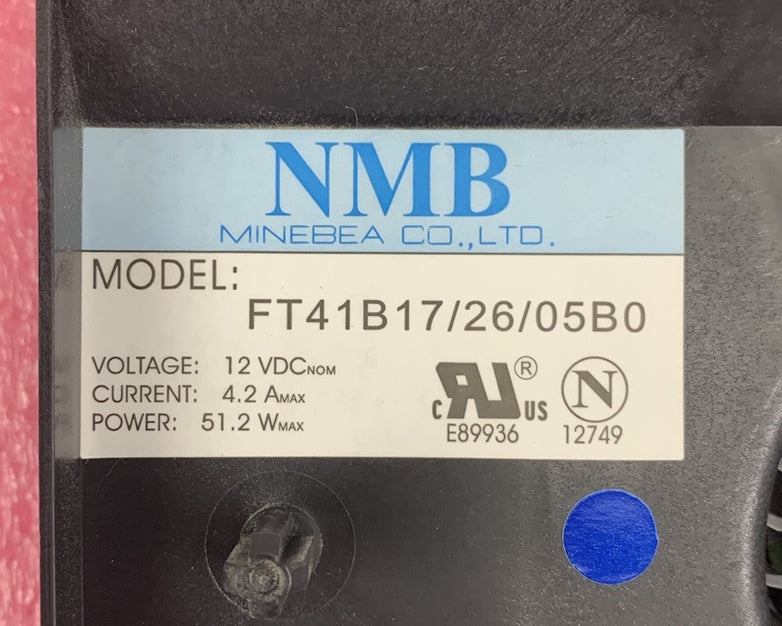 NMB
MINEBEA CO.,LTD.
MODEL:
FT41B17/26/05B0
VOLTAGE: 12 VDCNOM
CURRENT: 4.2 AMAX
POWER: 51.2 WMAX
c RU® US
E89936
N
12749